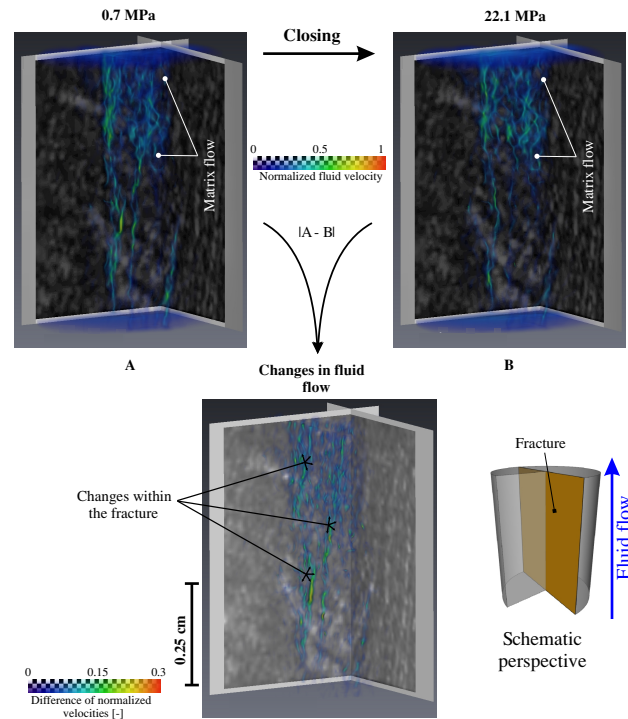 0.7 MPa
22.1 MPa
Closing
Matrix flow
0
0.5
1
Normalized fluid velocity
Matrix flow
|A - B|
A
B
Changes in fluid
flow
Changes within
the fracture
0.25 cm
Fracture
Fluid flow
Schematic
perspective
0
0.15
0.3
Difference of normalized
velocities [-]